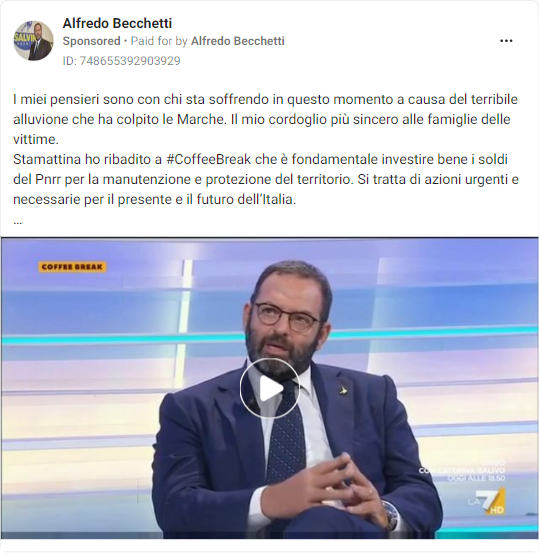 Alfredo Becchetti
Sponsored • Paid for by Alfredo Becchetti
ID: 748655392903929
SALVINI
I miei pensieri sono con chi sta soffrendo in questo momento a causa del terribile
alluvione che ha colpito le Marche. Il mio cordoglio più sincero alle famiglie delle
vittime.
Stamattina ho ribadito a #CoffeeBreak che è fondamentale investire bene i soldi
del Pnrr per la manutenzione e protezione del territorio. Si tratta di azioni urgenti e
necessarie per il presente e il futuro dell'Italia.
...
COFFEE BREAK
CON CATERINA BALIVO
OGGI ALLE 18.50
LA 7 HD